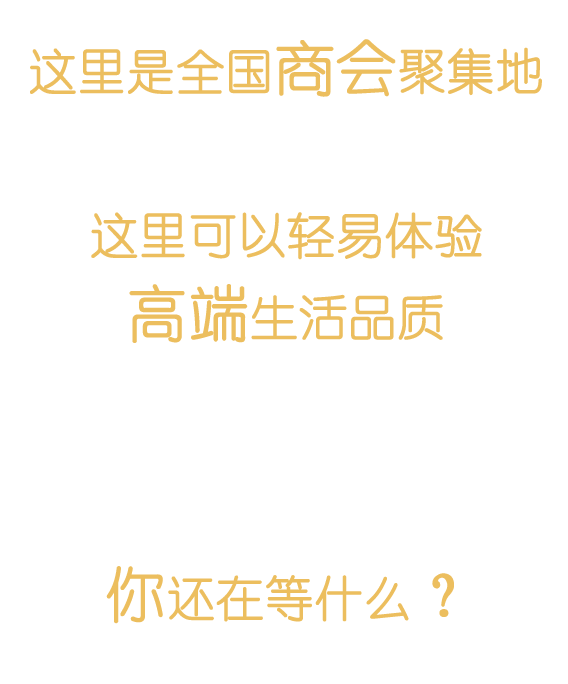 这里是全国商会聚集地
这里可以轻易体验
高端生活品质
你还在等什么？